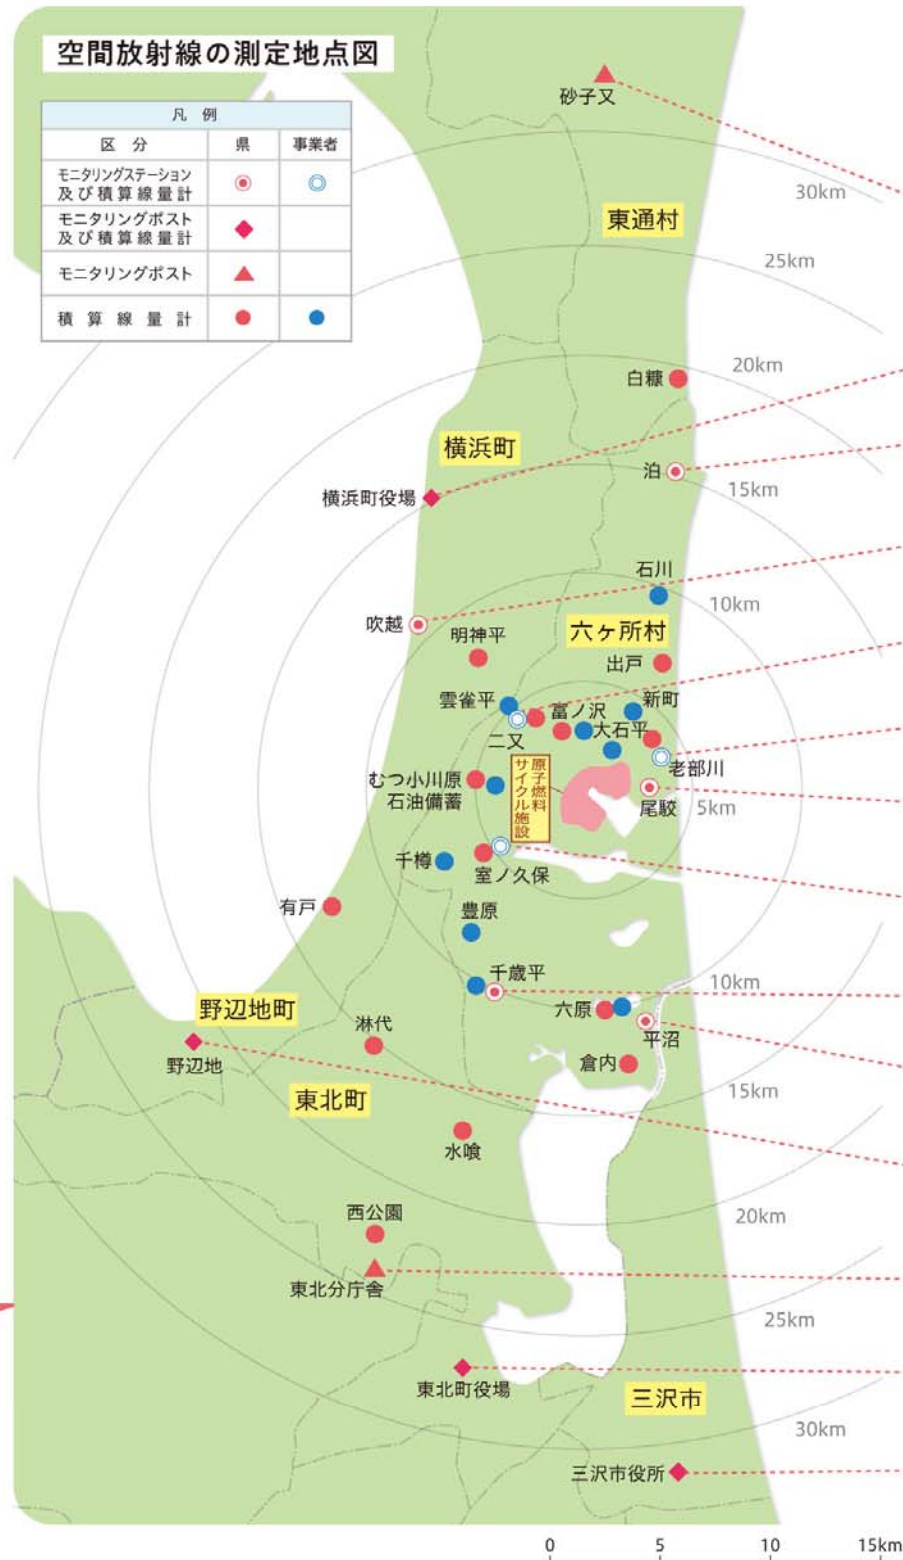 空間放射線の測定地点図
凡 例
区 分 県 事業者
モニタリングステーション
及び積算線量計
モニタリングポスト
及び積算線量計
モニタリングポスト
積 算 線 量 計
砂子又
30km
東通村
25km
20km
白糠
横浜町
泊
15km
横浜町役場
石川
10km
吹越
六ヶ所村
明神平
出戸
雲雀平
新町
富ノ沢
大石平
二又
老部川
原子燃料
サイクル施設
むつ小川原
石油備蓄
尾駮
5km
千樽
室ノ久保
有戸
豊原
千歳平
10km
野辺地町
六原
平沼
淋代
野辺地
倉内
東北町
15km
水喰
西公園
20km
東北分庁舎
25km
東北町役場
三沢市
30km
三沢市役所
0 5 10 15km